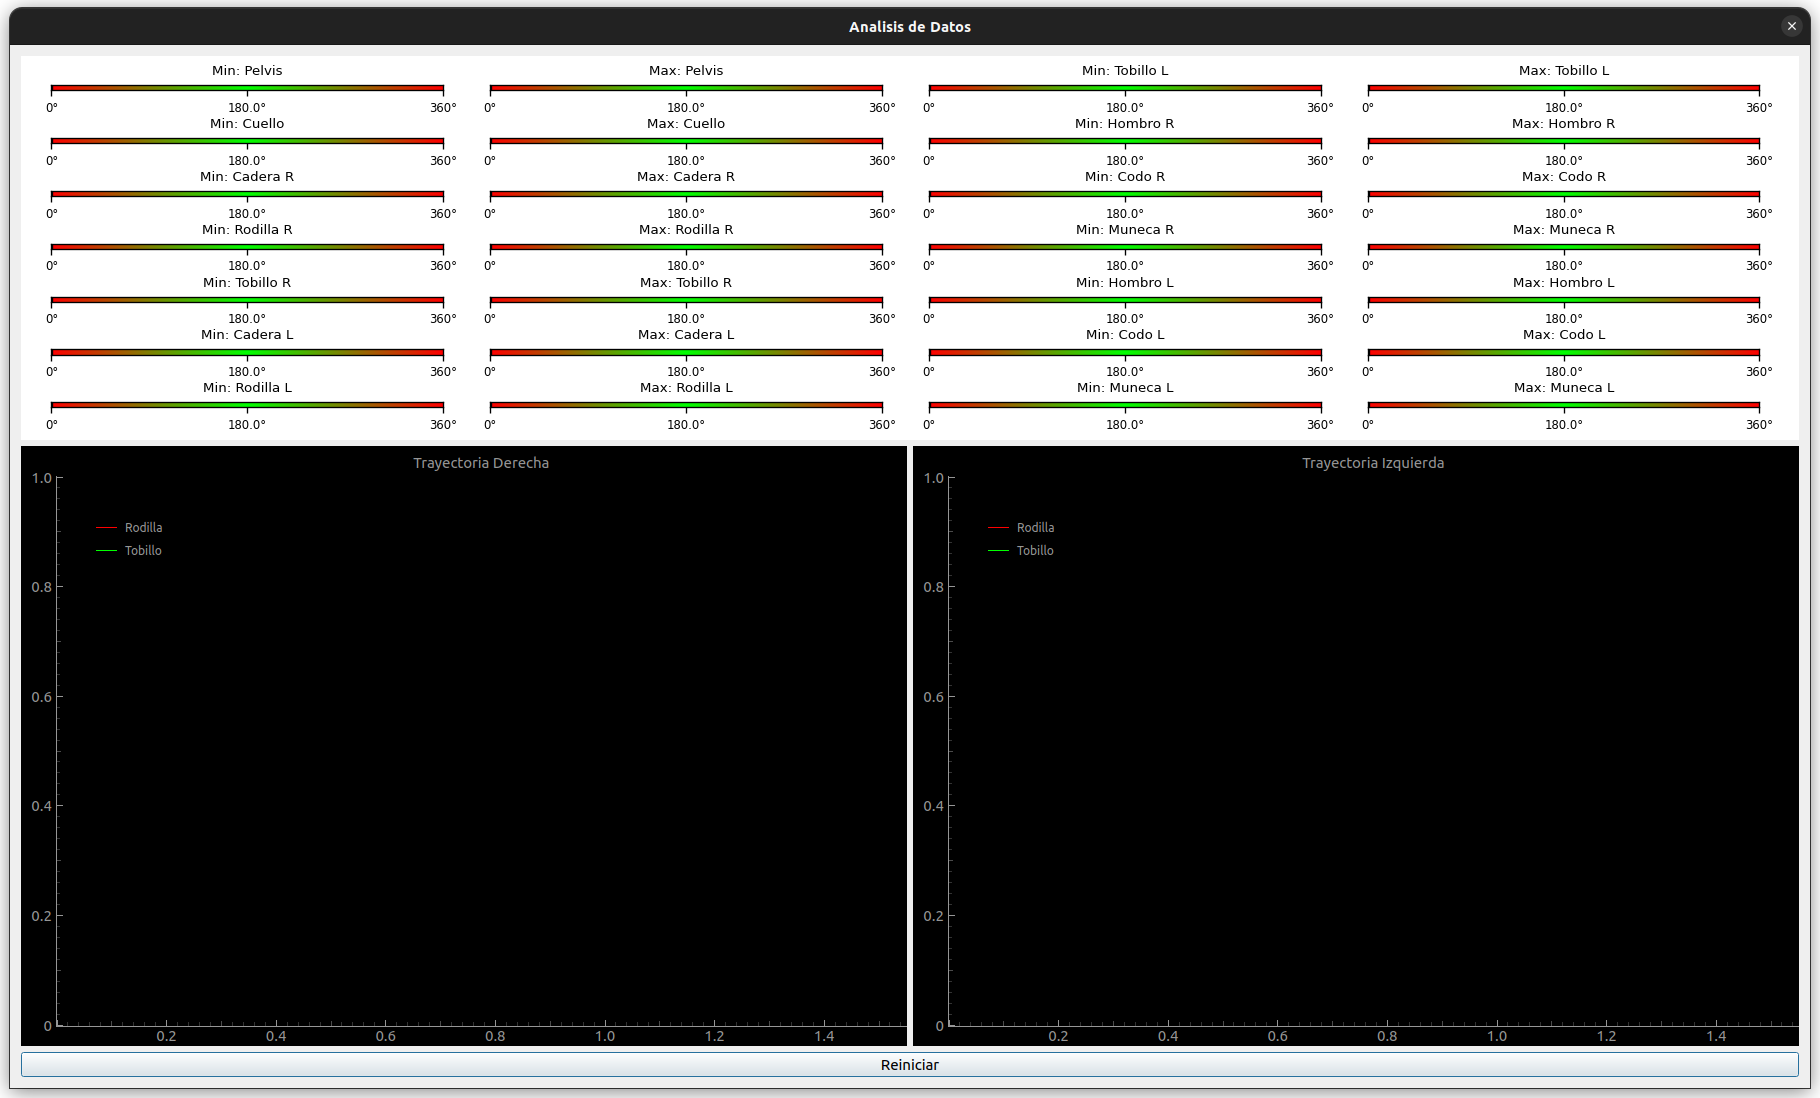 Analisis de Datos
Min: Pelvis Max: Pelvis Min: Tobillo L Max: Tobillo L
0° 180.0° 360° 0° 180.0° 360° 0° 180.0° 360° 0° 180.0° 360°
Min: Cuello Max: Cuello Min: Hombro R Max: Hombro R
0° 180.0° 360° 0° 180.0° 360° 0° 180.0° 360° 0° 180.0° 360°
Min: Cadera R Max: Cadera R Min: Codo R Max: Codo R
0° 180.0° 360° 0° 180.0° 360° 0° 180.0° 360° 0° 180.0° 360°
Min: Rodilla R Max: Rodilla R Min: Muneca R Max: Muneca R
0° 180.0° 360° 0° 180.0° 360° 0° 180.0° 360° 0° 180.0° 360°
Min: Tobillo R Max: Tobillo R Min: Hombro L Max: Hombro L
0° 180.0° 360° 0° 180.0° 360° 0° 180.0° 360° 0° 180.0° 360°
Min: Cadera L Max: Cadera L Min: Codo L Max: Codo L
0° 180.0° 360° 0° 180.0° 360° 0° 180.0° 360° 0° 180.0° 360°
Min: Rodilla L Max: Rodilla L Min: Muneca L Max: Muneca L
0° 180.0° 360° 0° 180.0° 360° 0° 180.0° 360° 0° 180.0° 360°
Trayectoria Derecha
1.0
Rodilla
Tobillo
0.8
0.6
0.4
0.2
0
0.2 0.4 0.6 0.8 1.0 1.2 1.4
Trayectoria Izquierda
1.0
Rodilla
Tobillo
0.8
0.6
0.4
0.2
0
0.2 0.4 0.6 0.8 1.0 1.2 1.4
Reiniciar